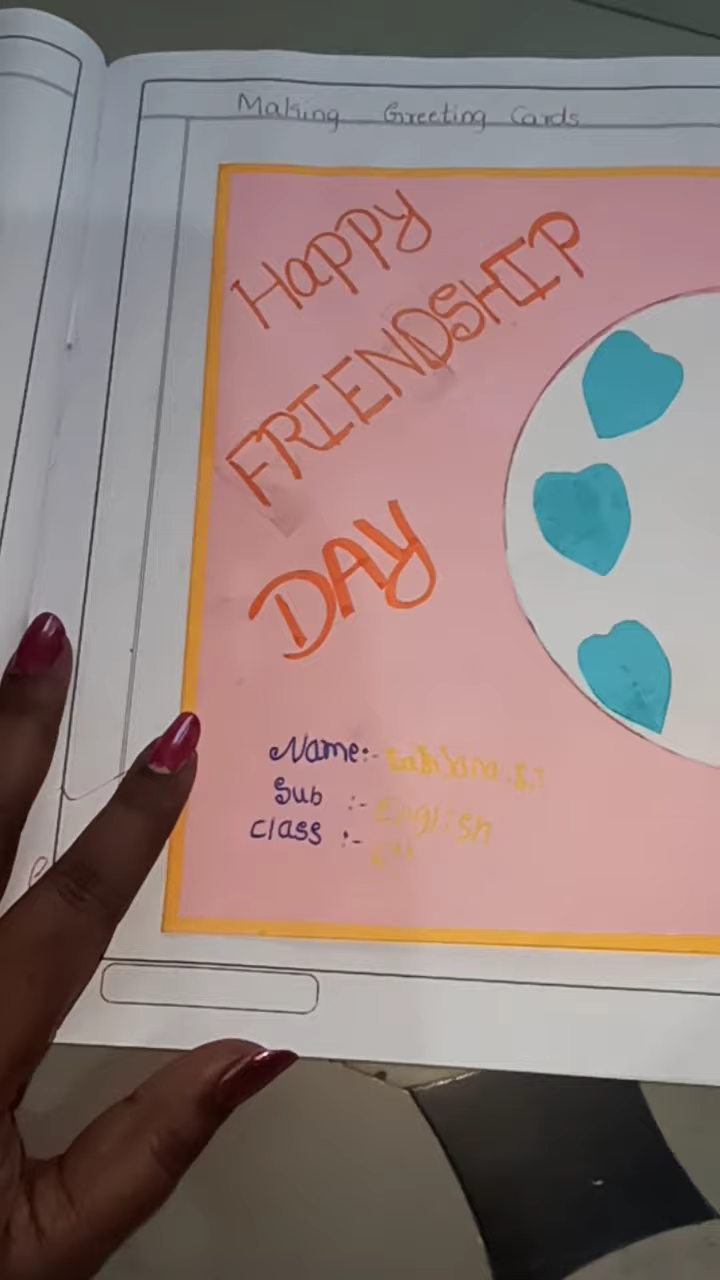 Making Greeting Cards
Happy
FRIENDSHIP
DAY
Name:-
Sub :- English
Class :-